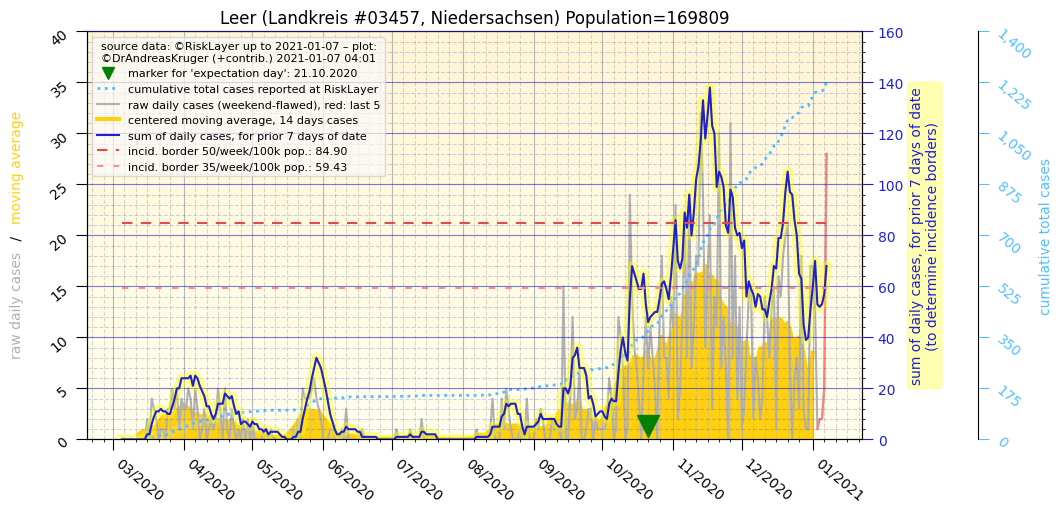 Leer (Landkreis #03457, Niedersachsen) Population=169809
source data: ©RiskLayer up to 2021-01-07 – plot:
©DrAndreasKruger (+contrib.) 2021-01-07 04:01
marker for 'expectation day': 21.10.2020
cumulative total cases reported at RiskLayer
raw daily cases (weekend-flawed), red: last 5
centered moving average, 14 days cases
sum of daily cases, for prior 7 days of date
incid. border 50/week/100k pop.: 84.90
incid. border 35/week/100k pop.: 59.43
raw daily cases / moving average
40
35
30
25
20
15
10
5
0
03/2020
04/2020
05/2020
06/2020
07/2020
08/2020
09/2020
10/2020
11/2020
12/2020
01/2021
160
140
120
100
80
60
40
20
0
sum of daily cases, for prior 7 days of date
(to determine incidence borders)
1,400
1,225
1,050
875
700
525
350
175
0
cumulative total cases